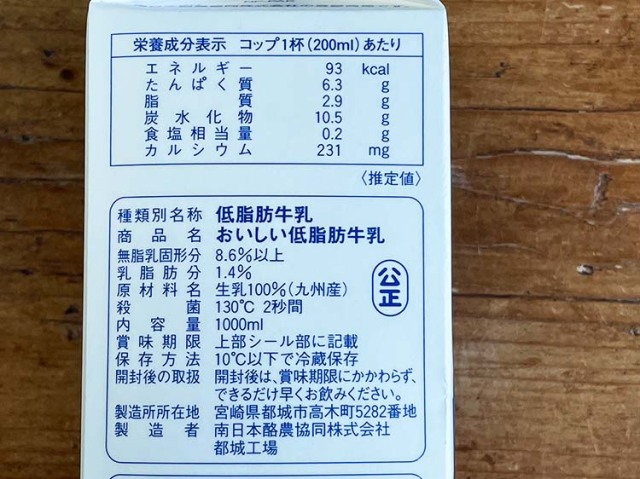 栄養成分表示 コップ1杯(200ml)あたり
エネルギー 93 kcal
たんぱく質 6.3 g
脂質 2.9 g
炭水化物 10.5 g
食塩相当量 0.2 g
カルシウム 231 mg
〈推定値〉
種類別名称 低脂肪牛乳
商品名 おいしい低脂肪牛乳
無脂乳固形分 8.6%以上
乳脂肪分 1.4%
原材料名 生乳100%(九州産)
公正
殺菌 130℃ 2秒間
内容量 1000ml
賞味期限 上部シール部に記載
保存方法 10℃以下で冷蔵保存
開封後の取扱 開封後は、賞味期限にかかわらず、
できるだけ早くお飲みください。
製造所所在地 宮崎県都城市高木町5282番地
製造者 南日本酪農協同株式会社
都城工場